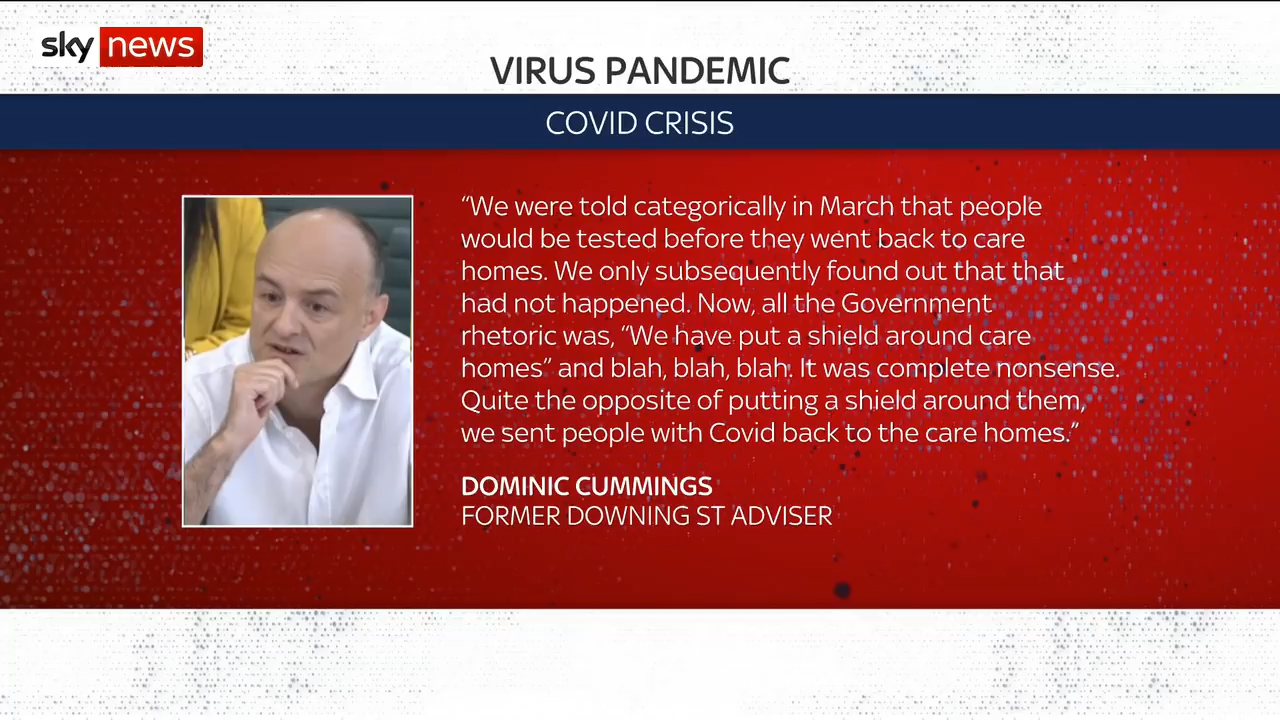 sky news
VIRUS PANDEMIC
COVID CRISIS
“We were told categorically in March that people
would be tested before they went back to care
homes. We only subsequently found out that that
had not happened. Now, all the Government
rhetoric was, “We have put a shield around care
homes” and blah, blah, blah. It was complete nonsense.
Quite the opposite of putting a shield around them,
we sent people with Covid back to the care homes.”
DOMINIC CUMMINGS
FORMER DOWNING ST ADVISER